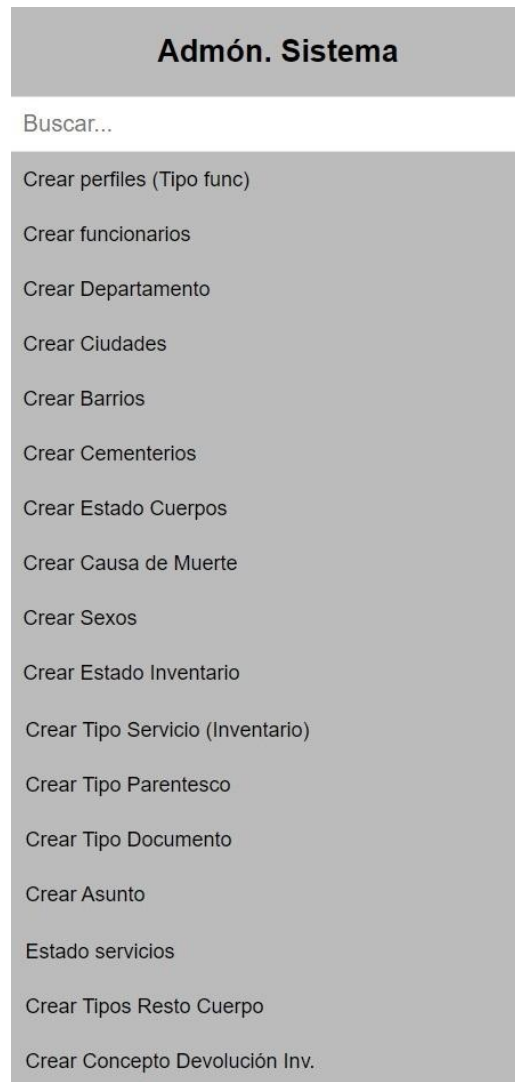 Admón. Sistema
Buscar...
Crear perfiles (Tipo func)
Crear funcionarios
Crear Departamento
Crear Ciudades
Crear Barrios
Crear Cementerios
Crear Estado Cuerpos
Crear Causa de Muerte
Crear Sexos
Crear Estado Inventario
Crear Tipo Servicio (Inventario)
Crear Tipo Parentesco
Crear Tipo Documento
Crear Asunto
Estado servicios
Crear Tipos Resto Cuerpo
Crear Concepto Devolución Inv.